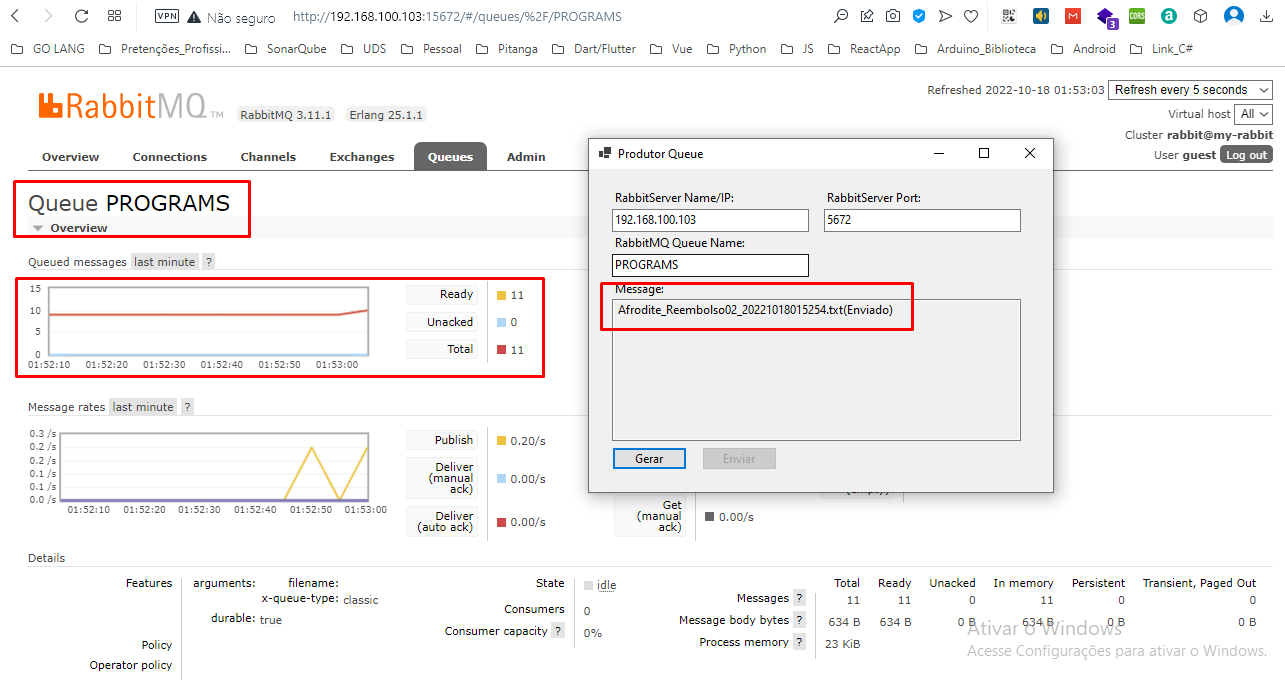 VPN Não seguro http://192.168.100.103:15672/#/queues/%2F/PROGRAMS
M 3 CORS a
GO LANG Pretenções_Profissi... SonarQube UDS Pessoal Pitanga Dart/Flutter Vue Python JS ReactApp Arduino_Biblioteca Android Link_C#
Refreshed 2022-10-18 01:53:03 Refresh every 5 seconds
RabbitMQ TM RabbitMQ 3.11.1 Erlang 25.1.1
Virtual host All
Cluster rabbit@my-rabbit
User guest Log out
Overview Connections Channels Exchanges Queues Admin
Queue PROGRAMS
Overview
Queued messages last minute ?
15
10
5
0
01:52:10 01:52:20 01:52:30 01:52:40 01:52:50 01:53:00
Ready 11
Unacked 0
Total 11
Message rates last minute ?
0.3 /s
0.2 /s
0.2 /s
0.1 /s
0.1 /s
0.0 /s
01:52:10 01:52:20 01:52:30 01:52:40 01:52:50 01:53:00
Publish 0.20/s
Deliver
(manual
ack) 0.00/s
Deliver
(auto ack) 0.00/s
Get
(manual
ack) 0.00/s
Produtor Queue
RabbitServer Name/IP: RabbitServer Port:
192.168.100.103 5672
RabbitMQ Queue Name:
PROGRAMS
Message:
Afrodite_Reembolso02_20221018015254.txt(Enviado)
Gerar Enviar
Details
Features arguments: filename:
x-queue-type: classic
durable: true
Policy
Operator policy
State idle
Consumers 0
Consumer capacity ? 0%
Total Ready Unacked In memory Persistent Transient, Paged Out
Messages ? 11 11 0 11 0 0
Message body bytes ? 634 B 634 B 0 B 634 B 0 B 0 B
Process memory ? 23 KiB
Ativar o Windows
Acesse Configurações para ativar o Windows.